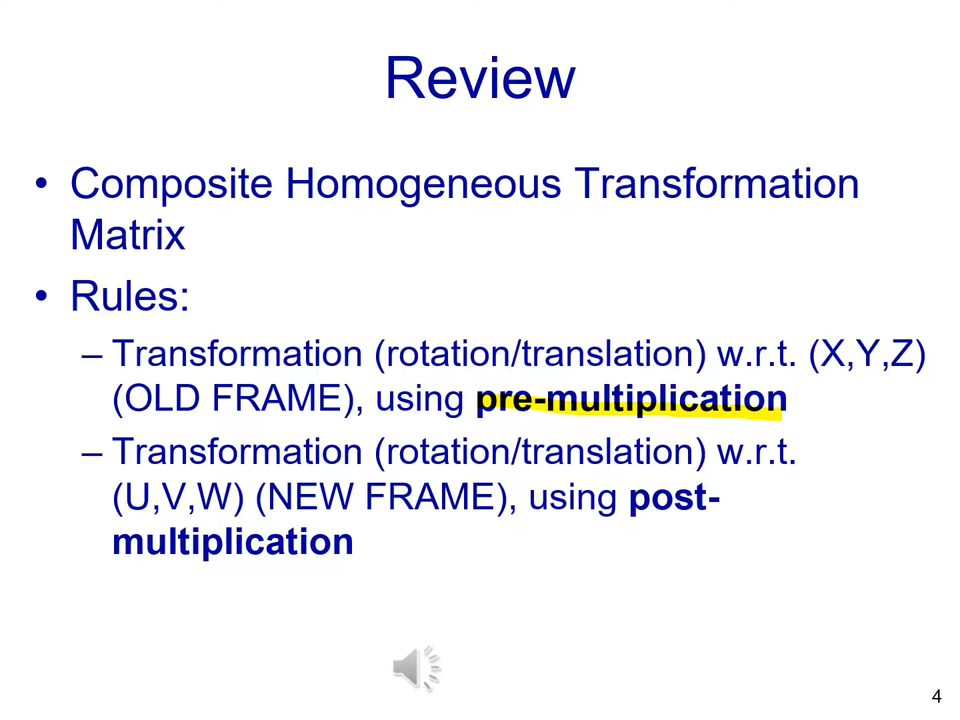 Review
• Composite Homogeneous Transformation
Matrix
• Rules:
– Transformation (rotation/translation) w.r.t. (X,Y,Z)
(OLD FRAME), using pre-multiplication
– Transformation (rotation/translation) w.r.t.
(U,V,W) (NEW FRAME), using post-
multiplication
4